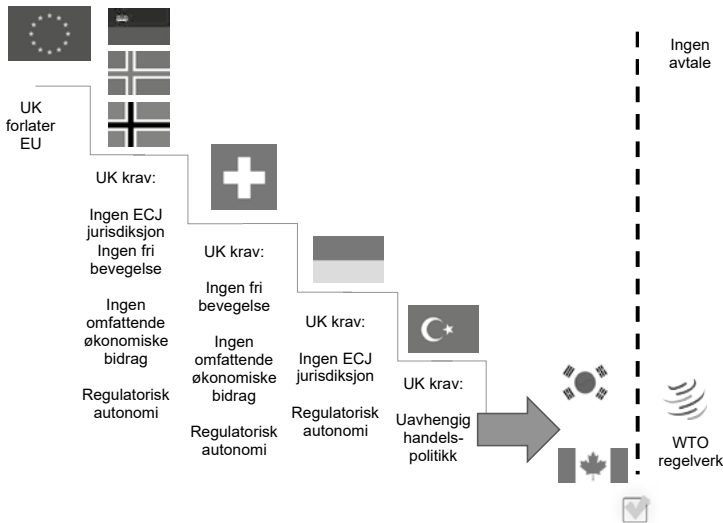 UK
forlater
EU
UK krav:
Ingen ECJ
jurisdiksjon
Ingen fri
bevegelse
Ingen
omfattende
økonomiske
bidrag
Regulatorisk
autonomi
UK krav:
Ingen fri
bevegelse
Ingen
omfattende
økonomiske
bidrag
Regulatorisk
autonomi
UK krav:
Ingen ECJ
jurisdiksjon
Regulatorisk
autonomi
UK krav:
Uavhengig
handels-
politikk
Ingen
avtale
WTO
regelverk